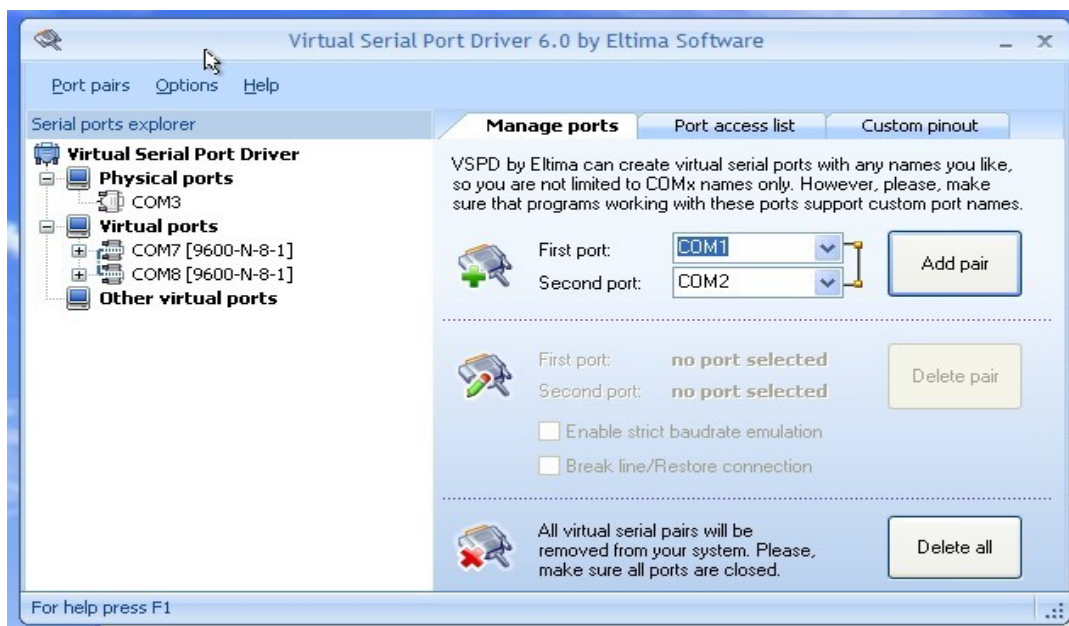 Virtual Serial Port Driver 6.0 by Eltima Software
Port pairs Options Help
Serial ports explorer
Virtual Serial Port Driver
Physical ports
COM3
Virtual ports
COM7 [9600-N-8-1]
COM8 [9600-N-8-1]
Other virtual ports
Manage ports Port access list Custom pinout
VSPD by Eltima can create virtual serial ports with any names you like,
so you are not limited to COMx names only. However, please, make
sure that programs working with these ports support custom port names.
First port: COM1
Second port: COM2
Add pair
First port: no port selected
Second port: no port selected
Delete pair
Enable strict baudrate emulation
Break line/Restore connection
All virtual serial pairs will be
removed from your system. Please,
make sure all ports are closed.
Delete all
For help press F1